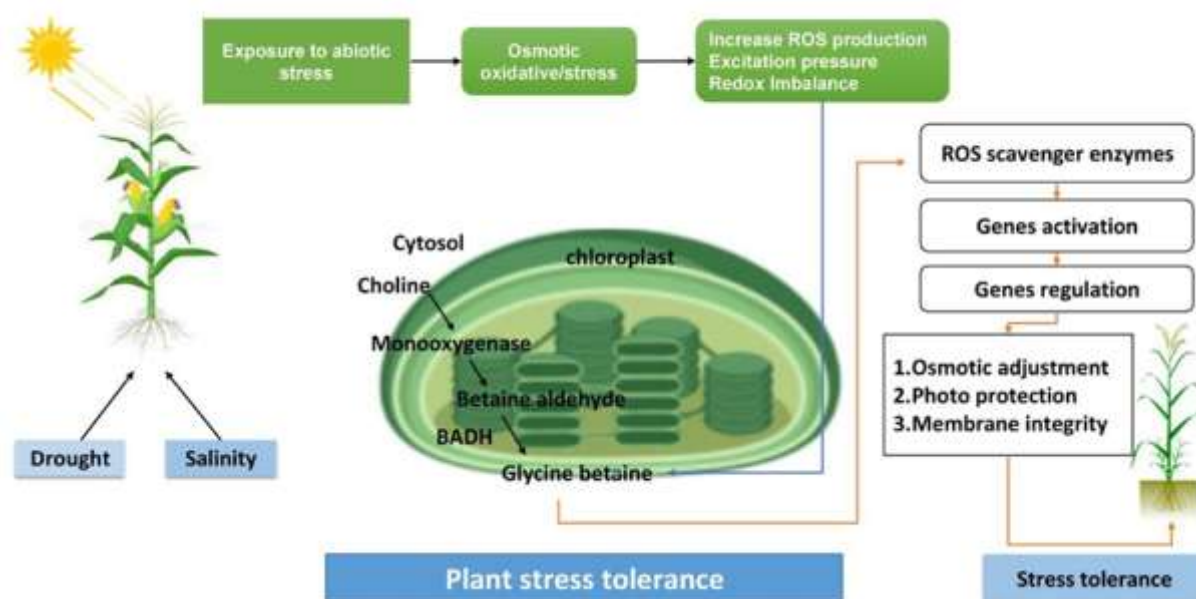 Exposure to abiotic
stress
Osmotic
oxidative/stress
Increase ROS production
Excitation pressure
Redox Imbalance
ROS scavenger enzymes
Genes activation
Genes regulation
1.Osmotic adjustment
2.Photo protection
3.Membrane integrity
Cytosol
chloroplast
Choline
Monooxygenase
Betaine aldehyde
BADH
Glycine betaine
Drought
Salinity
Plant stress tolerance
Stress tolerance